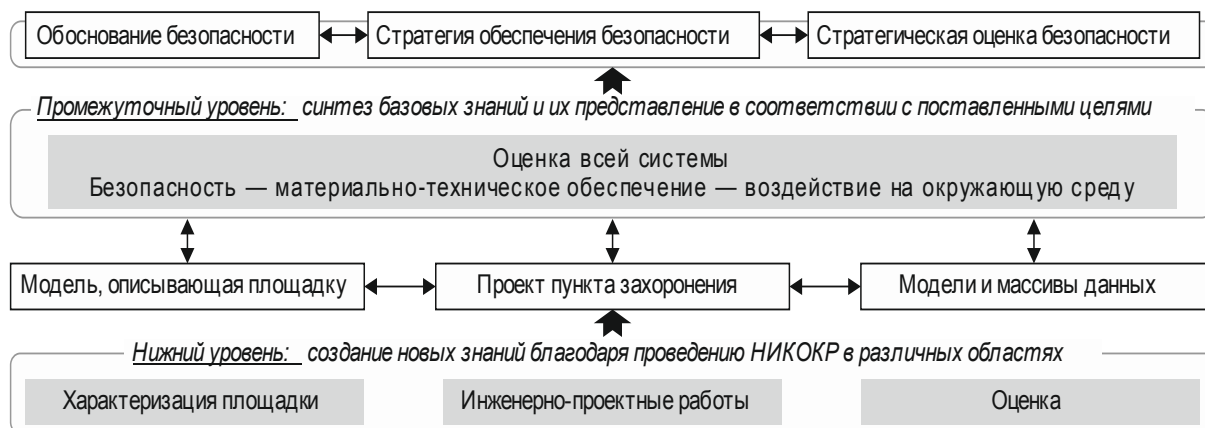 Обоснование безопасности
Стратегия обеспечения безопасности
Стратегическая оценка безопасности
Промежуточный уровень: синтез базовых знаний и их представление в соответствии с поставленными целями
Оценка всей системы
Безопасность — материально-техническое обеспечение — воздействие на окружающую среду
Модель, описывающая площадку
Проект пункта захоронения
Модели и массивы данных
Нижний уровень: создание новых знаний благодаря проведению НИКОКР в различных областях
Характеризация площадки
Инженерно-проектные работы
Оценка